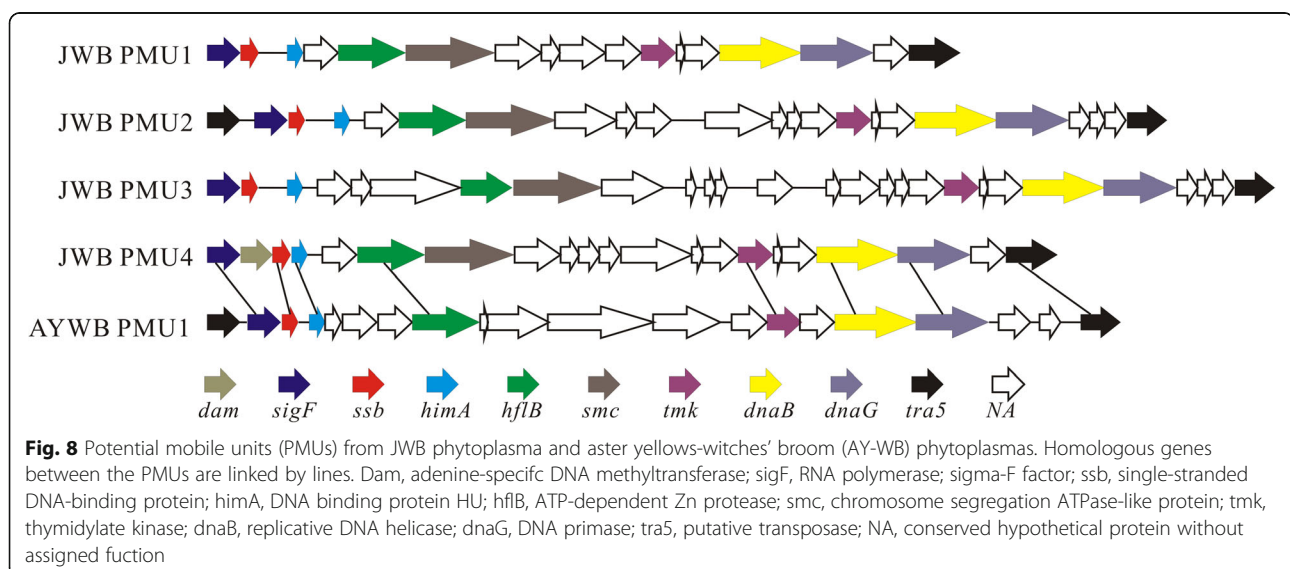 JWB PMU1
JWB PMU2
JWB PMU3
JWB PMU4
AYWB PMU1
dam sigF ssb himA hflB smc tmk dnaB dnaG tra5 NA
Fig. 8 Potential mobile units (PMUs) from JWB phytoplasma and aster yellows-witches' broom (AY-WB) phytoplasmas. Homologous genes
between the PMUs are linked by lines. Dam, adenine-specifc DNA methyltransferase; sigF, RNA polymerase; sigma-F factor; ssb, single-stranded
DNA-binding protein; himA, DNA binding protein HU; hflB, ATP-dependent Zn protease; smc, chromosome segregation ATPase-like protein; tmk,
thymidylate kinase; dnaB, replicative DNA helicase; dnaG, DNA primase; tra5, putative transposase; NA, conserved hypothetical protein without
assigned fuction